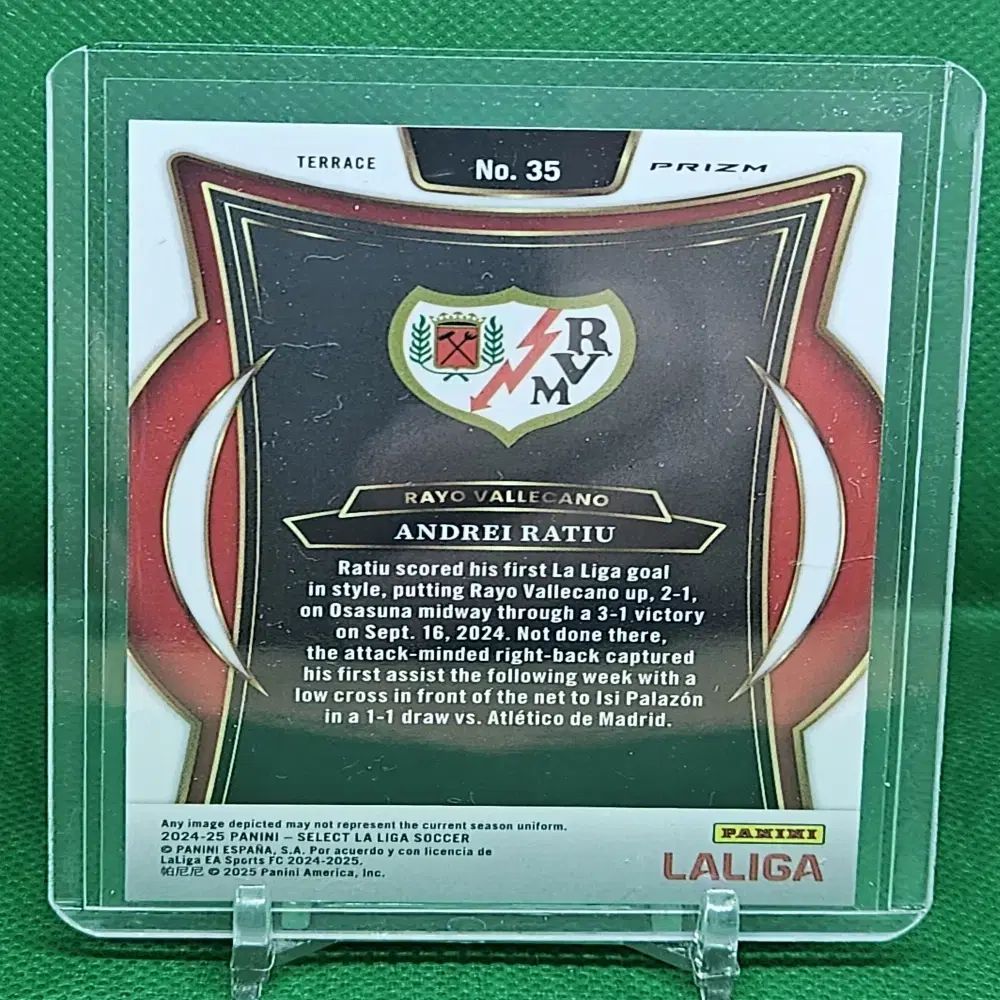 TERRACE
No. 35
PRIZM
R
V
M
RAYO VALLECANO
ANDREI RATIU
Ratiu scored his first La Liga goal
in style, putting Rayo Vallecano up, 2-1,
on Osasuna midway through a 3-1 victory
on Sept. 16, 2024. Not done there,
the attack-minded right-back captured
his first assist the following week with a
low cross in front of the net to Isi Palazón
in a 1-1 draw vs. Atlético de Madrid.
Any image depicted may not represent the current season uniform.
2024-25 PANINI – SELECT LA LIGA SOCCER
© PANINI ESPAÑA, S.A. Por acuerdo y con licencia de
LaLiga EA Sports FC 2024-2025.
帕尼尼 © 2025 Panini America, Inc.
PANINI
LALIGA